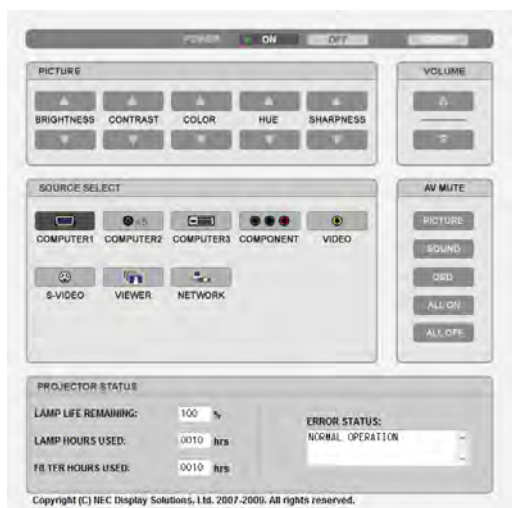 POWER ON OFF
PICTURE
VOLUME
BRIGHTNESS CONTRAST COLOR HUE SHARPNESS
SOURCE SELECT
AV MUTE
COMPUTER1 COMPUTER2 COMPUTER3 COMPONENT VIDEO
S-VIDEO VIEWER NETWORK
PICTURE
SOUND
OSD
ALL ON
ALL OFF
PROJECTOR STATUS
LAMP LIFE REMAINING: 100 %
LAMP HOURS USED: 0010 hrs
FILTER HOURS USED: 0010 hrs
ERROR STATUS:
NORMAL OPERATION
Copyright (C) NEC Display Solutions, Ltd. 2007-2009. All rights reserved.